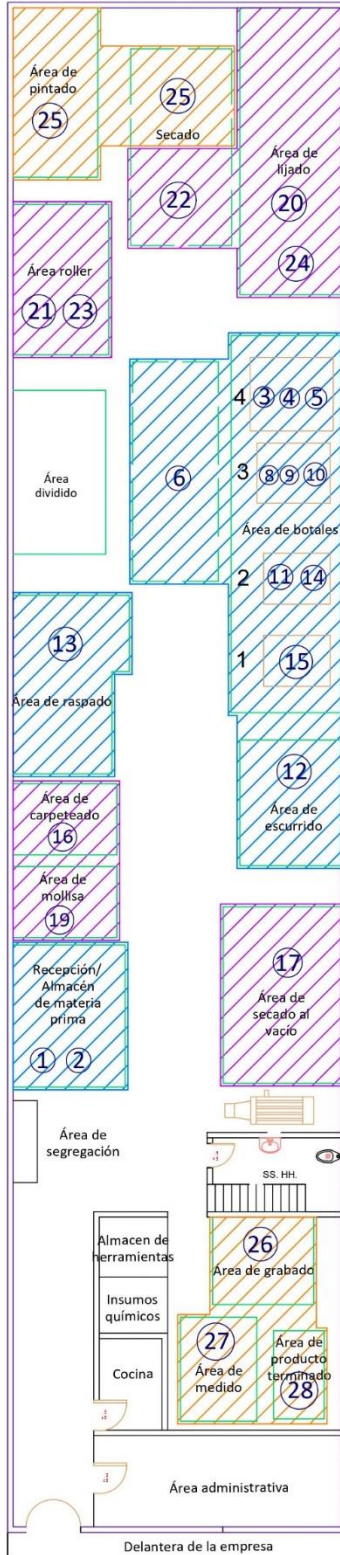 Área de
pintado
25
25
Secado
Área de
lijado
20
24
22
Área roller
21 23
4 3 4 5
6
3 8 9 10
Área
dividido
Área de botales
2 11 14
13
1 15
Área de raspado
12
Área de
escurrido
Área de
carpeteado
16
Área de
mollisa
19
17
Área de
secado al
vacío
Recepción/
Almacén
de materia
prima
1 2
Área de
segregación
SS. HH.
Almacen de
herramientas
26
Área de grabado
Insumos
químicos
27
Área de
medido
Área de
producto
terminado
28
Cocina
Área administrativa
Delantera de la empresa